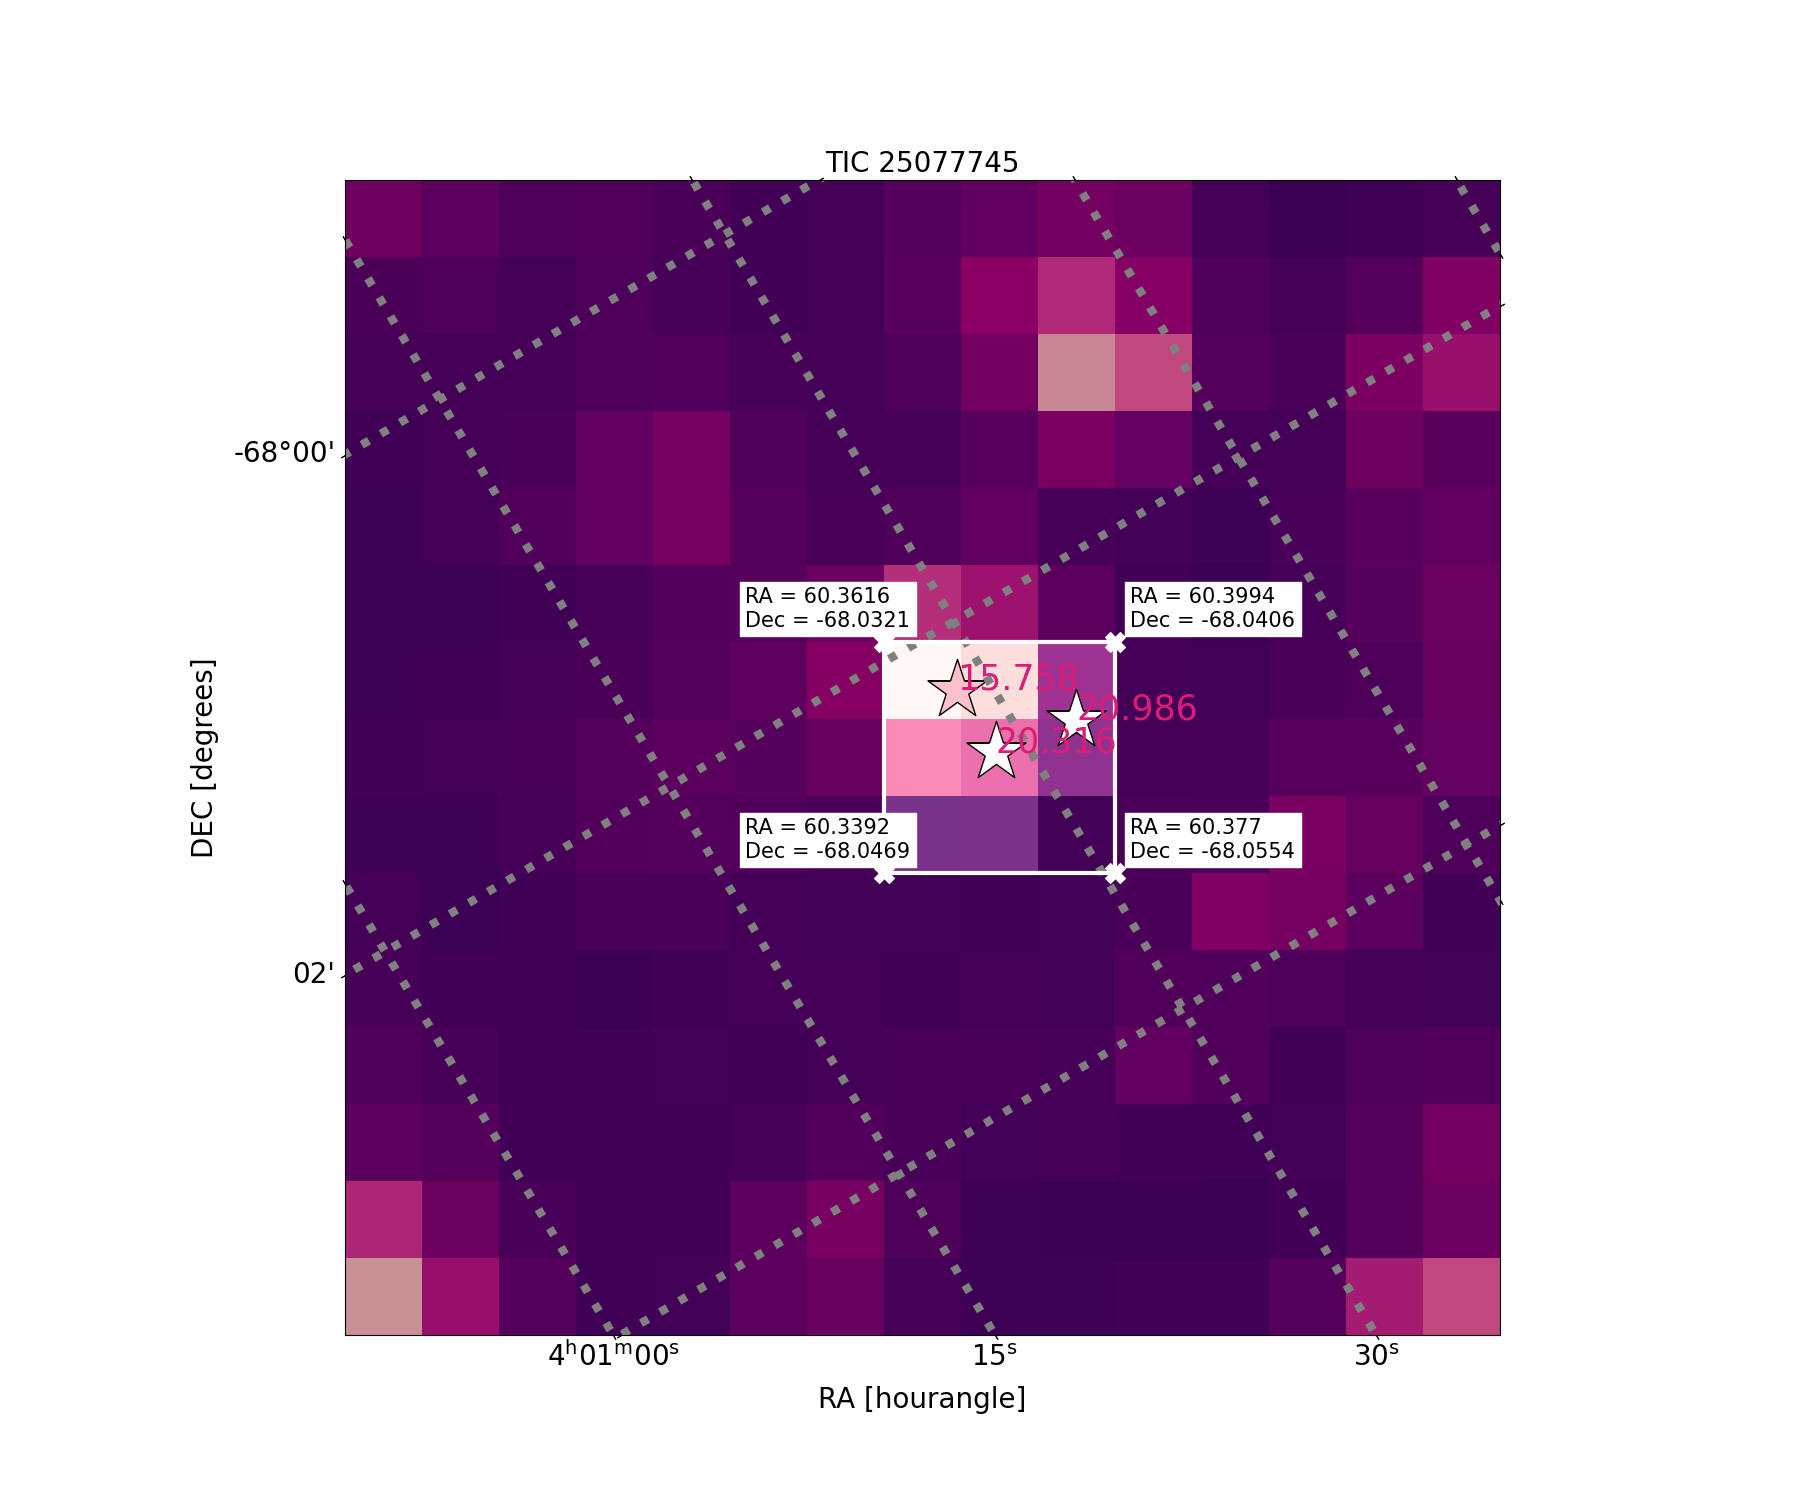 TIC 25077745
-68°00'
RA = 60.3616
Dec = -68.0321
RA = 60.3994
Dec = -68.0406
15.758
20.986
20.316
DEC [degrees]
RA = 60.3392
Dec = -68.0469
RA = 60.377
Dec = -68.0554
02'
4ʰ01ᵐ00ˢ
15ˢ
30ˢ
RA [hourangle]